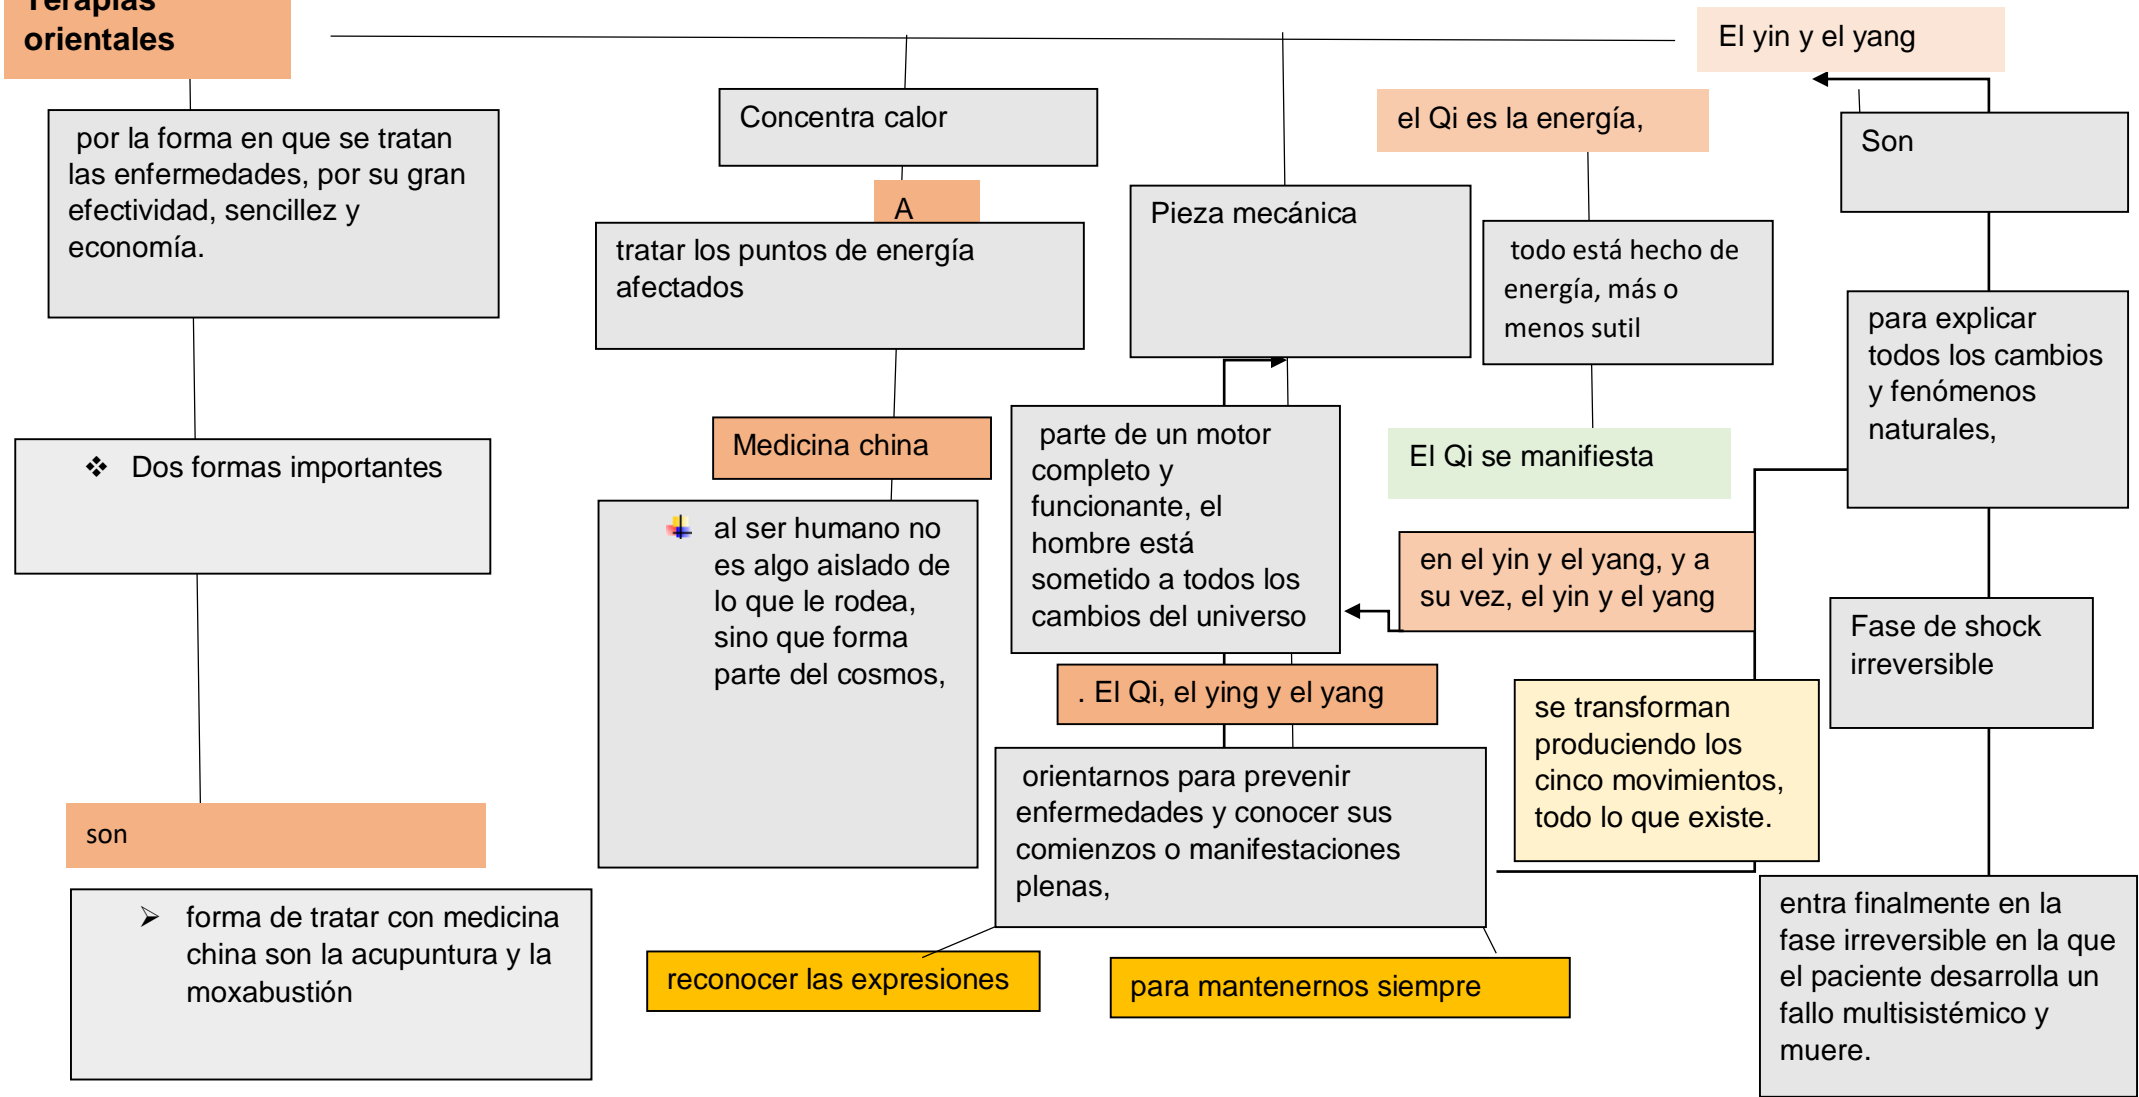 Terapias
orientales
por la forma en que se tratan
las enfermedades, por su gran
efectividad, sencillez y
economía.
❖ Dos formas importantes
son
➢ forma de tratar con medicina
china son la acupuntura y la
moxabustión
Concentra calor
A
tratar los puntos de energía
afectados
Medicina china
al ser humano no
es algo aislado de
lo que le rodea,
sino que forma
parte del cosmos,
Pieza mecánica
parte de un motor
completo y
funcionante, el
hombre está
sometido a todos los
cambios del universo
. El Qi, el ying y el yang
orientarnos para prevenir
enfermedades y conocer sus
comienzos o manifestaciones
plenas,
reconocer las expresiones
para mantenernos siempre
el Qi es la energía,
todo está hecho de
energía, más o
menos sutil
El Qi se manifiesta
en el yin y el yang, y a
su vez, el yin y el yang
se transforman
produciendo los
cinco movimientos,
todo lo que existe.
El yin y el yang
Son
para explicar
todos los cambios
y fenómenos
naturales,
Fase de shock
irreversible
entra finalmente en la
fase irreversible en la que
el paciente desarrolla un
fallo multisistémico y
muere.